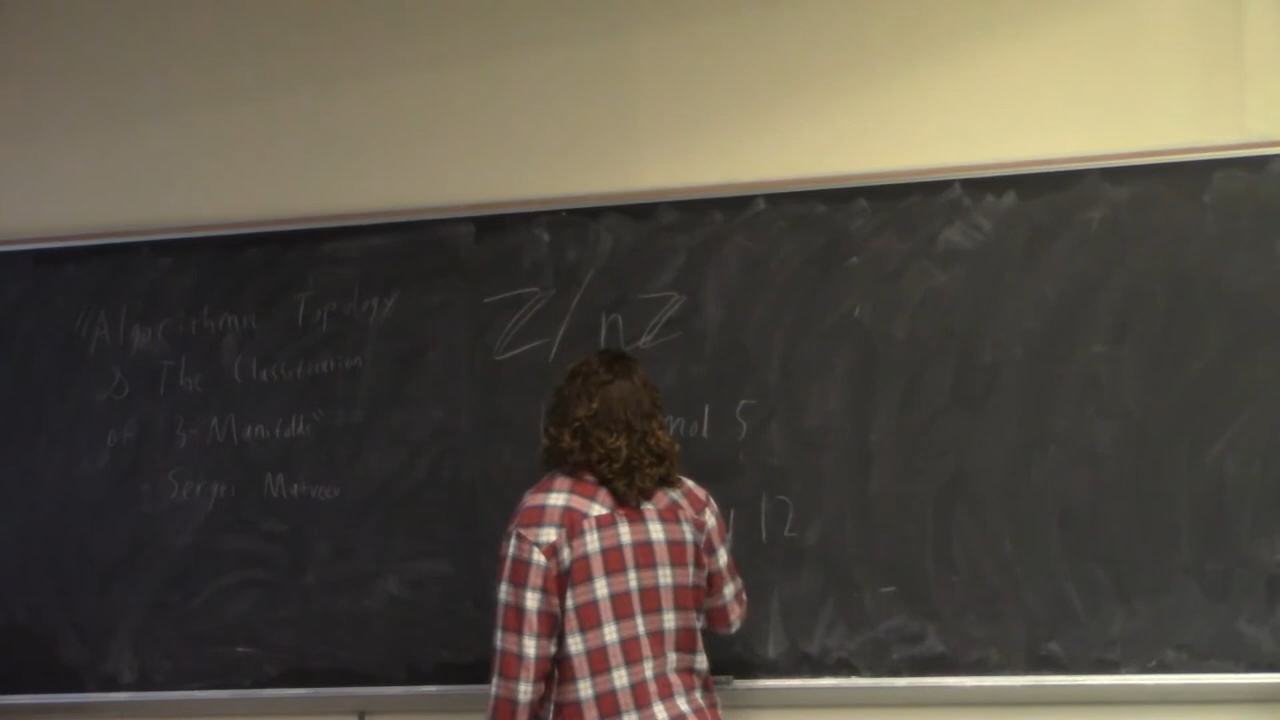 "Algorithmic Topology
& The Classification
of 3-Manifolds"
Sergei Matveev
ℤ/nℤ
mod 5
12